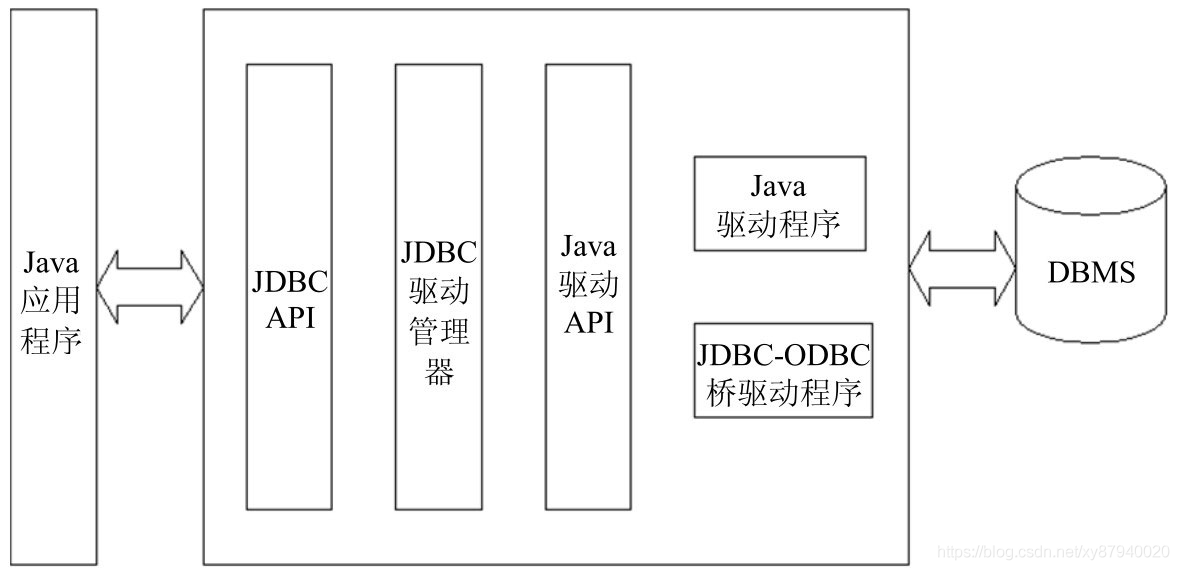 Java
应用
程序
JDBC
API
JDBC
驱动
管理
器
Java
驱动
API
Java
驱动程序
JDBC-ODBC
桥驱动程序
DBMS
https://blog.csdn.net/xy87940020